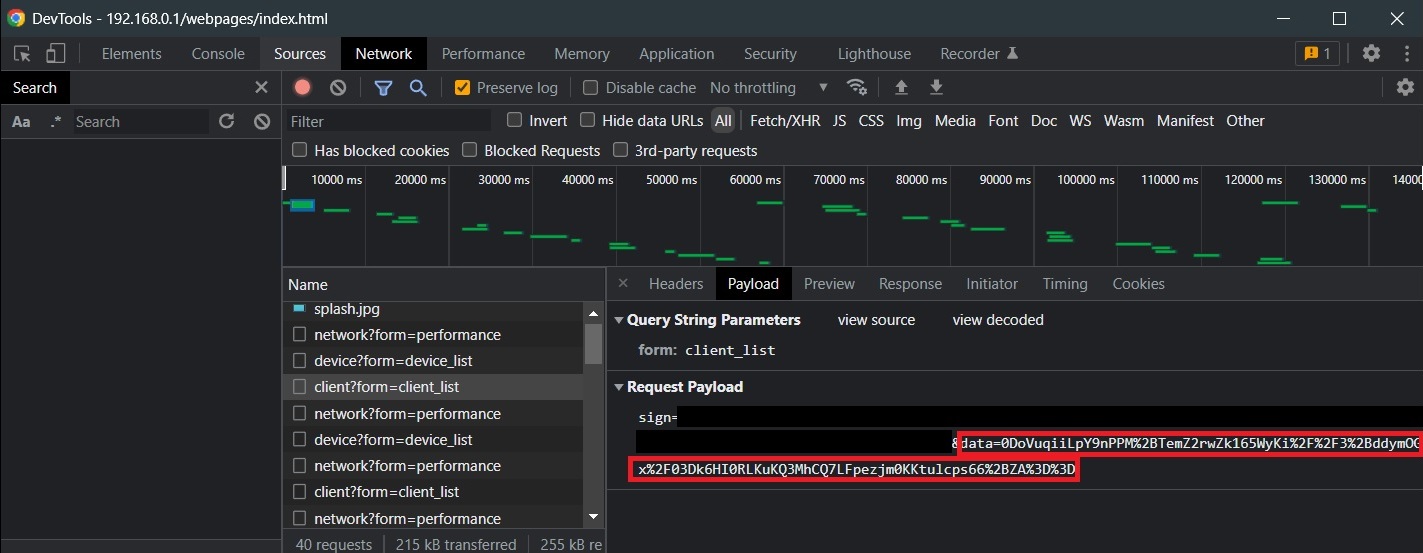 DevTools - 192.168.0.1/webpages/index.html
Elements Console Sources Network Performance Memory Application Security Lighthouse Recorder 1
Search
Preserve log Disable cache No throttling
Aa .* Search
Filter Invert Hide data URLs All Fetch/XHR JS CSS Img Media Font Doc WS Wasm Manifest Other
Has blocked cookies Blocked Requests 3rd-party requests
10000 ms 20000 ms 30000 ms 40000 ms 50000 ms 60000 ms 70000 ms 80000 ms 90000 ms 100000 ms 110000 ms 120000 ms 130000 ms 14000
Name
splash.jpg
network?form=performance
device?form=device_list
client?form=client_list
network?form=performance
device?form=device_list
network?form=performance
client?form=client_list
network?form=performance
40 requests 215 kB transferred 255 kB re
Headers Payload Preview Response Initiator Timing Cookies
Query String Parameters view source view decoded
form: client_list
Request Payload
sign=
&data=0DoVuqiiLpY9nPPM%2BTemZ2rwZk165WyKi%2F%2F3%2BddymOG
x%2F03Dk6HI0RLKuKQ3MhCQ7LFpezjm0KKtulcps66%2BZA%3D%3D